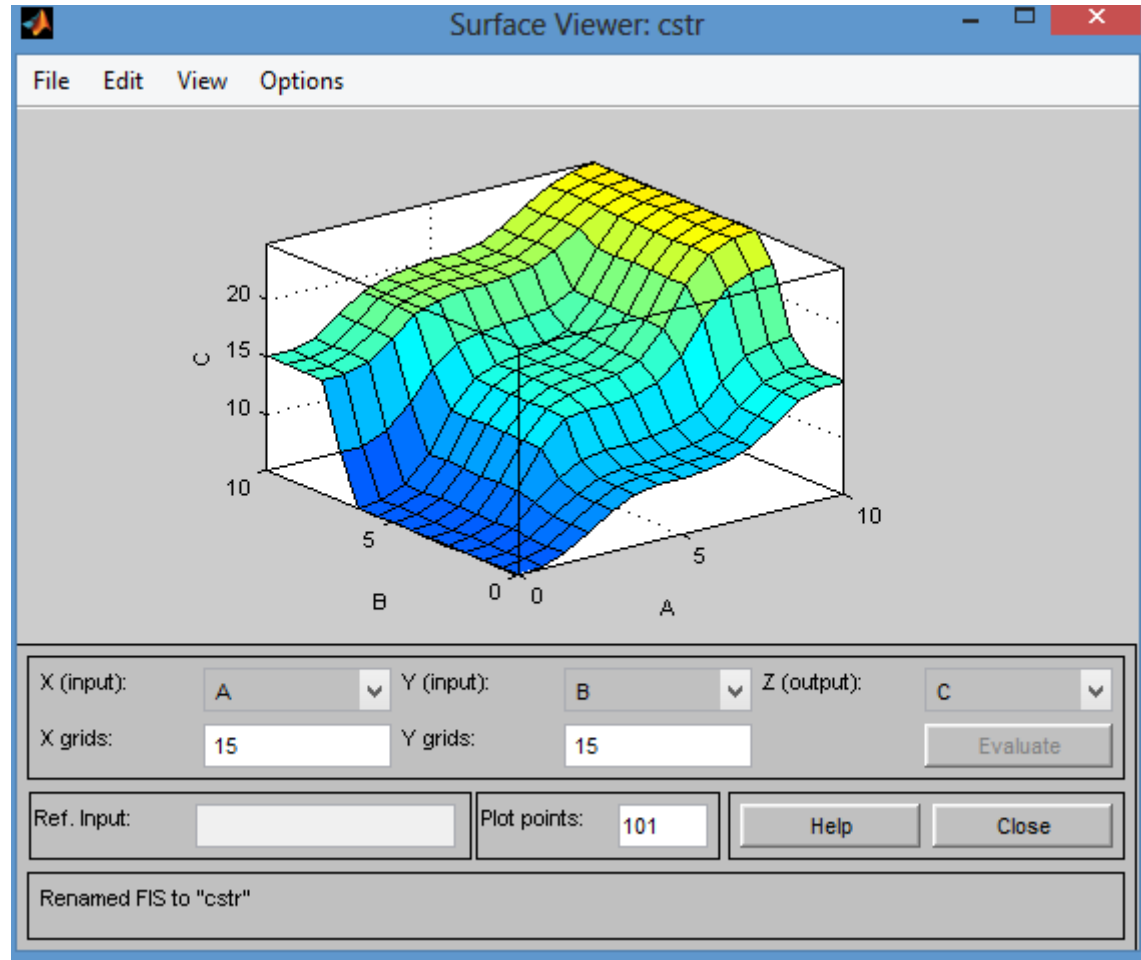 Surface Viewer: cstr
File Edit View Options
20
15
10
C
10
5
0
B
0
5
10
A
X (input): A Y (input): B Z (output): C
X grids: 15 Y grids: 15 Evaluate
Ref. Input: Plot points: 101 Help Close
Renamed FIS to "cstr"